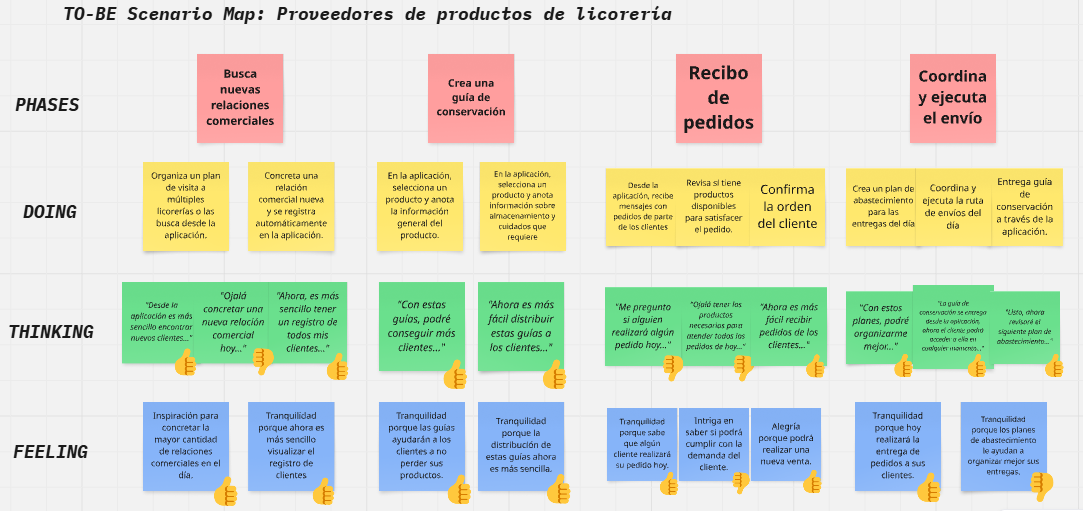 TO-BE Scenario Map: Proveedores de productos de licorería
PHASES
Busca
nuevas
relaciones
comerciales
Crea una
guía de
conservación
Recibo
de
pedidos
Coordina
y ejecuta
el envío
DOING
Organiza un plan
de visita a
múltiples
licorerías o las
busca desde la
aplicación.
Concreta una
relación
comercial nueva
y se registra
automáticamente
en la aplicación.
En la aplicación,
selecciona un
producto y anota
la información
general del
producto.
En la aplicación,
selecciona un
producto y anota
información sobre
almacenamiento y
cuidados que
requiere
Desde la
aplicación, recibe
mensajes con
pedidos de parte
de los clientes
Revisa si tiene
productos
disponibles
para satisfacer
el pedido.
Confirma
la orden
del cliente
Crea un plan de
abastecimiento
para las
entregas del día
Coordina y
ejecuta la ruta
de envíos del
día
Entrega guía
de
conservación
a través de la
aplicación.
THINKING
"Desde la
aplicación es más
sencillo encontrar
nuevos clientes..."
"Ojalá
concretar una
nueva relación
comercial
hoy..."
"Ahora, es más
sencillo tener
un registro de
todos mis
clientes..."
"Con estas
guías, podré
conseguir más
clientes..."
"Ahora es más
fácil distribuir
estas guías a
los clientes..."
"Me pregunto
si alguien
realizará algún
pedido hoy..."
"Ojalá tener los
productos
necesarios para
atender todos los
pedidos de hoy..."
"Ahora es más
fácil recibir
pedidos de los
clientes..."
"Con estos
planes, podré
organizarme
mejor..."
"La guía de
conservación se entrega
desde la aplicación,
ahora el cliente podrá
acceder a ella en
cualquier momento..."
"Listo, ahora
revisaré el
siguiente plan de
abastecimiento..."
FEELING
Inspiración para
concretar la
mayor cantidad
de relaciones
comerciales en el
día.
Tranquilidad
porque ahora es
más sencillo
visualizar el
registro de
clientes
Tranquilidad
porque las guías
ayudarán a los
clientes a no
perder sus
productos.
Tranquilidad
porque la
distribución de
estas guías ahora
es más sencilla.
Tranquilidad
porque sabe
que algún
cliente realizará
su pedido hoy.
Intriga en
saber si podrá
cumplir con la
demanda del
cliente.
Alegría
porque podrá
realizar una
nueva venta.
Tranquilidad
porque hoy
realizará la
entrega de
pedidos a sus
clientes.
Tranquilidad
porque los planes
de abastecimiento
le ayudan a
organizar mejor sus
entregas.